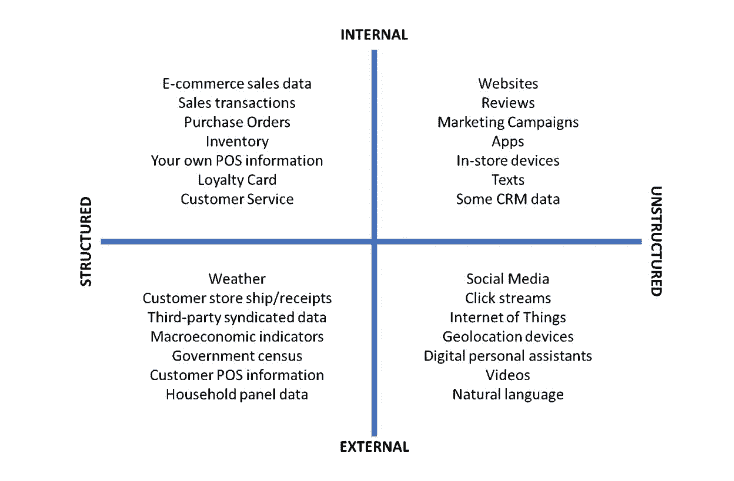 INTERNAL
E-commerce sales data
Sales transactions
Purchase Orders
Inventory
Your own POS information
Loyalty Card
Customer Service
Websites
Reviews
Marketing Campaigns
Apps
In-store devices
Texts
Some CRM data
STRUCTURED
UNSTRUCTURED
Weather
Customer store ship/receipts
Third-party syndicated data
Macroeconomic indicators
Government census
Customer POS information
Household panel data
Social Media
Click streams
Internet of Things
Geolocation devices
Digital personal assistants
Videos
Natural language
EXTERNAL